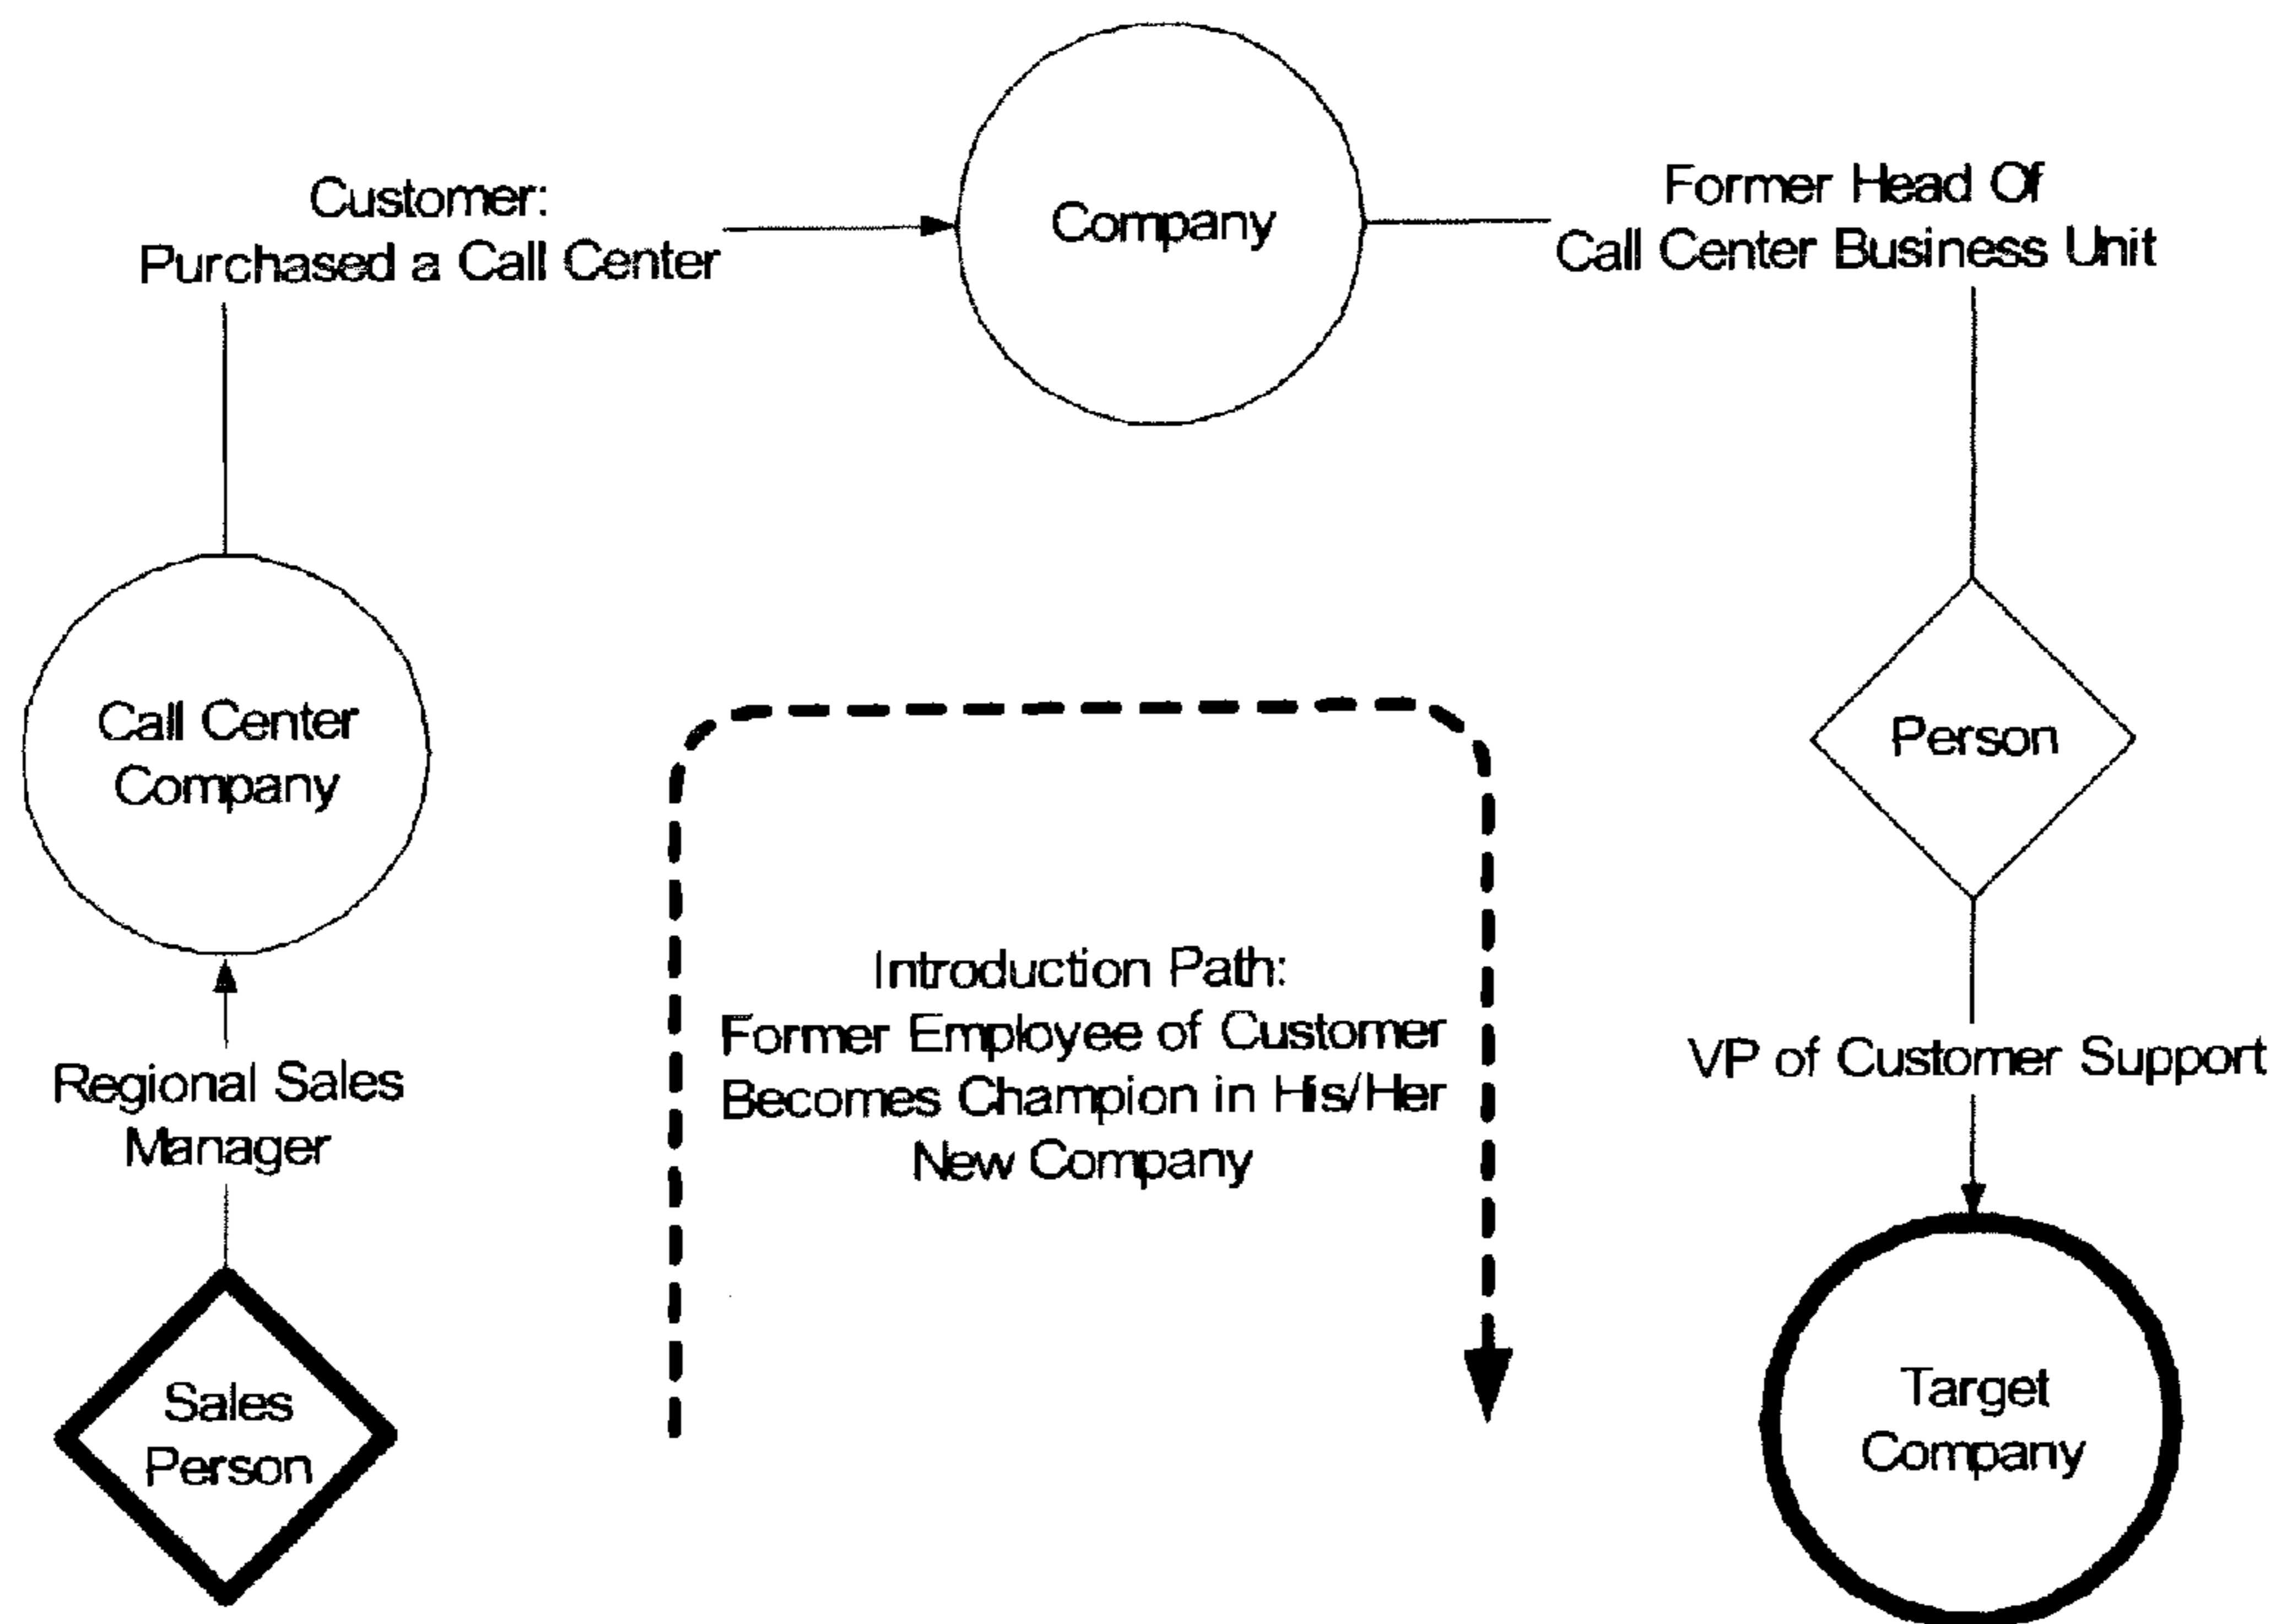 Customer:
Purchased a Call Center
Company
Former Head Of
Call Center Business Unit
Call Center
Company
Person
Introduction Path:
Former Employee of Customer
Becomes Champion in His/Her
New Company
Regional Sales
Manager
VP of Customer Support
Sales
Person
Target
Company